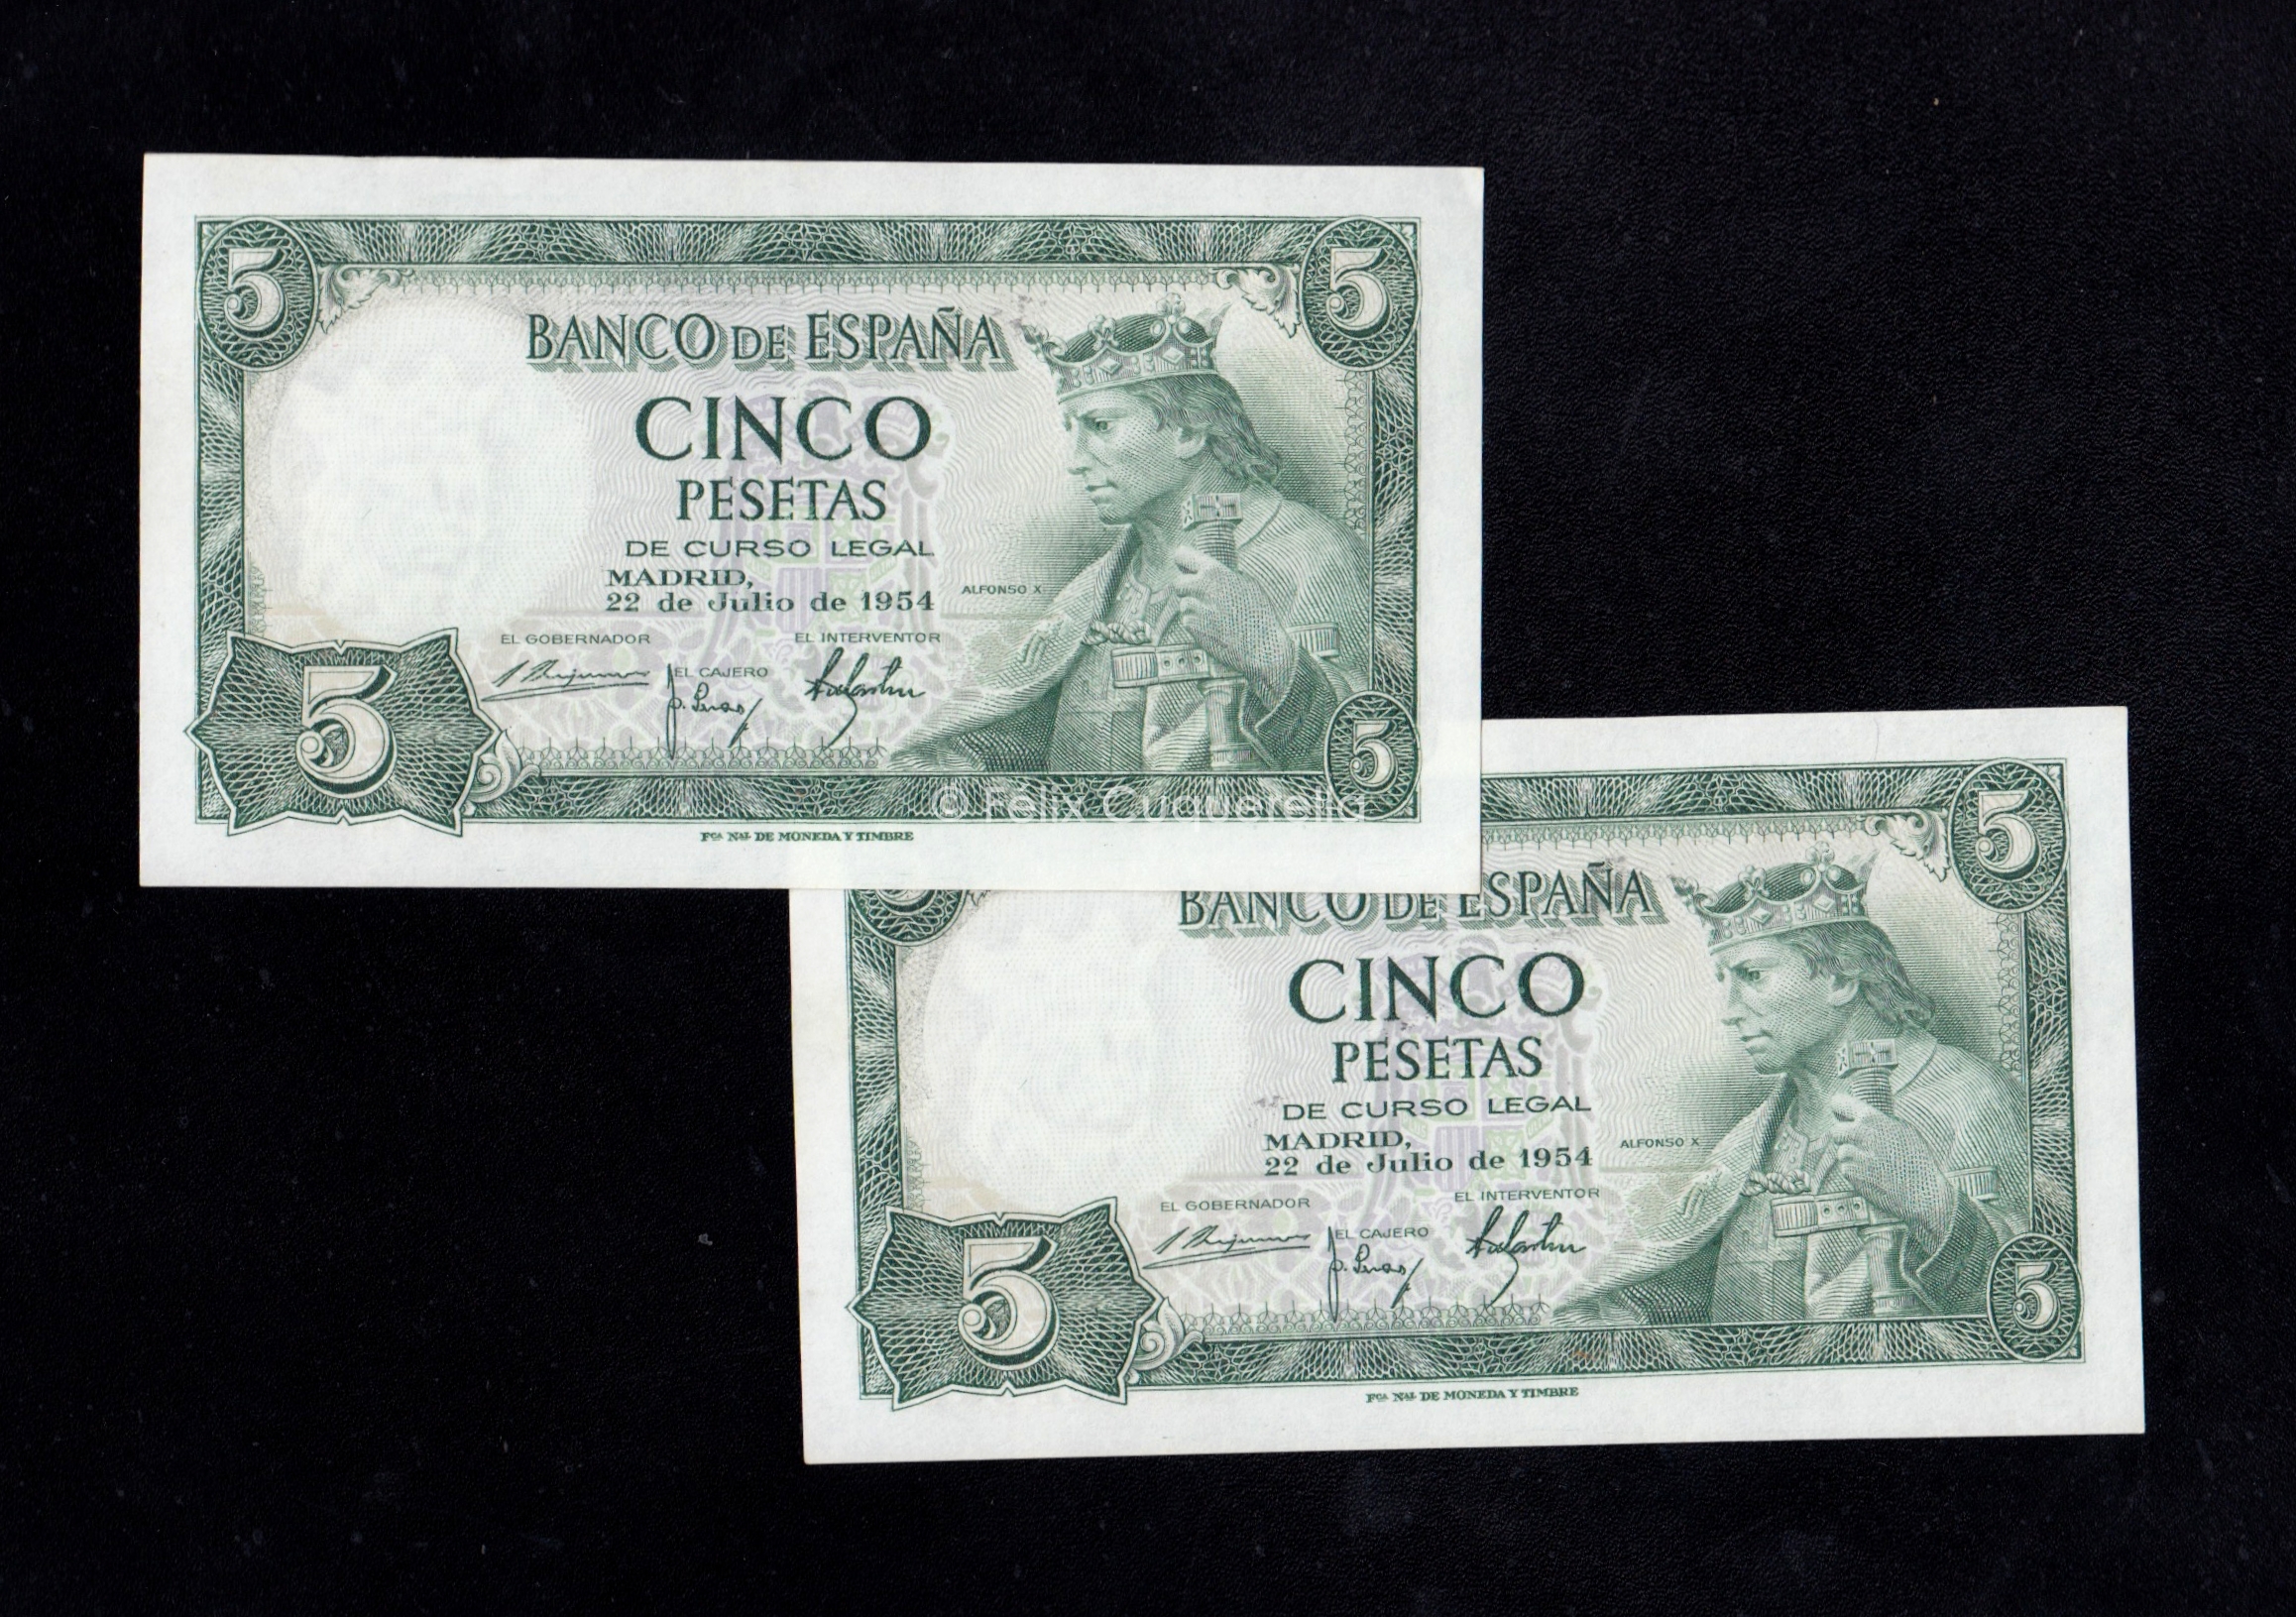 5
5
BANCO DE ESPAÑA
CINCO
PESETAS
DE CURSO LEGAL
MADRID,
22 de Julio de 1954
ALFONSO X
EL GOBERNADOR
EL INTERVENTOR
EL CAJERO
5
5
© Félix Cuquerella
Fca. Nal. DE MONEDA Y TIMBRE
5
BANCO DE ESPAÑA
CINCO
PESETAS
DE CURSO LEGAL
MADRID,
22 de Julio de 1954
ALFONSO X
EL GOBERNADOR
EL INTERVENTOR
EL CAJERO
5
5
Fca. Nal. DE MONEDA Y TIMBRE